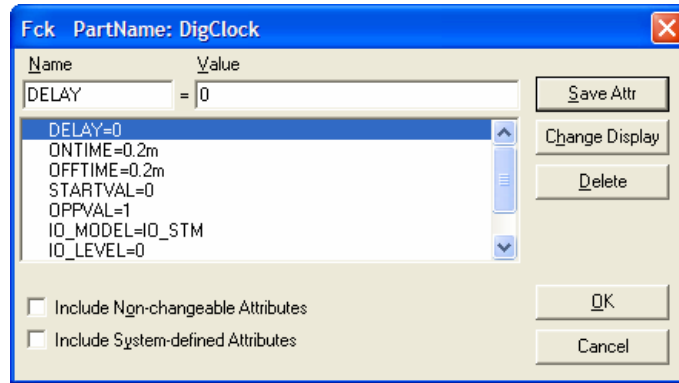 Fck PartName: DigClock
Name Value
DELAY = 0
Save Attr
DELAY=0
ONTIME=0.2m
OFFTIME=0.2m
STARTVAL=0
OPPVAL=1
IO_MODEL=IO_STM
IO_LEVEL=0
Change Display
Delete
Include Non-changeable Attributes
Include System-defined Attributes
OK
Cancel